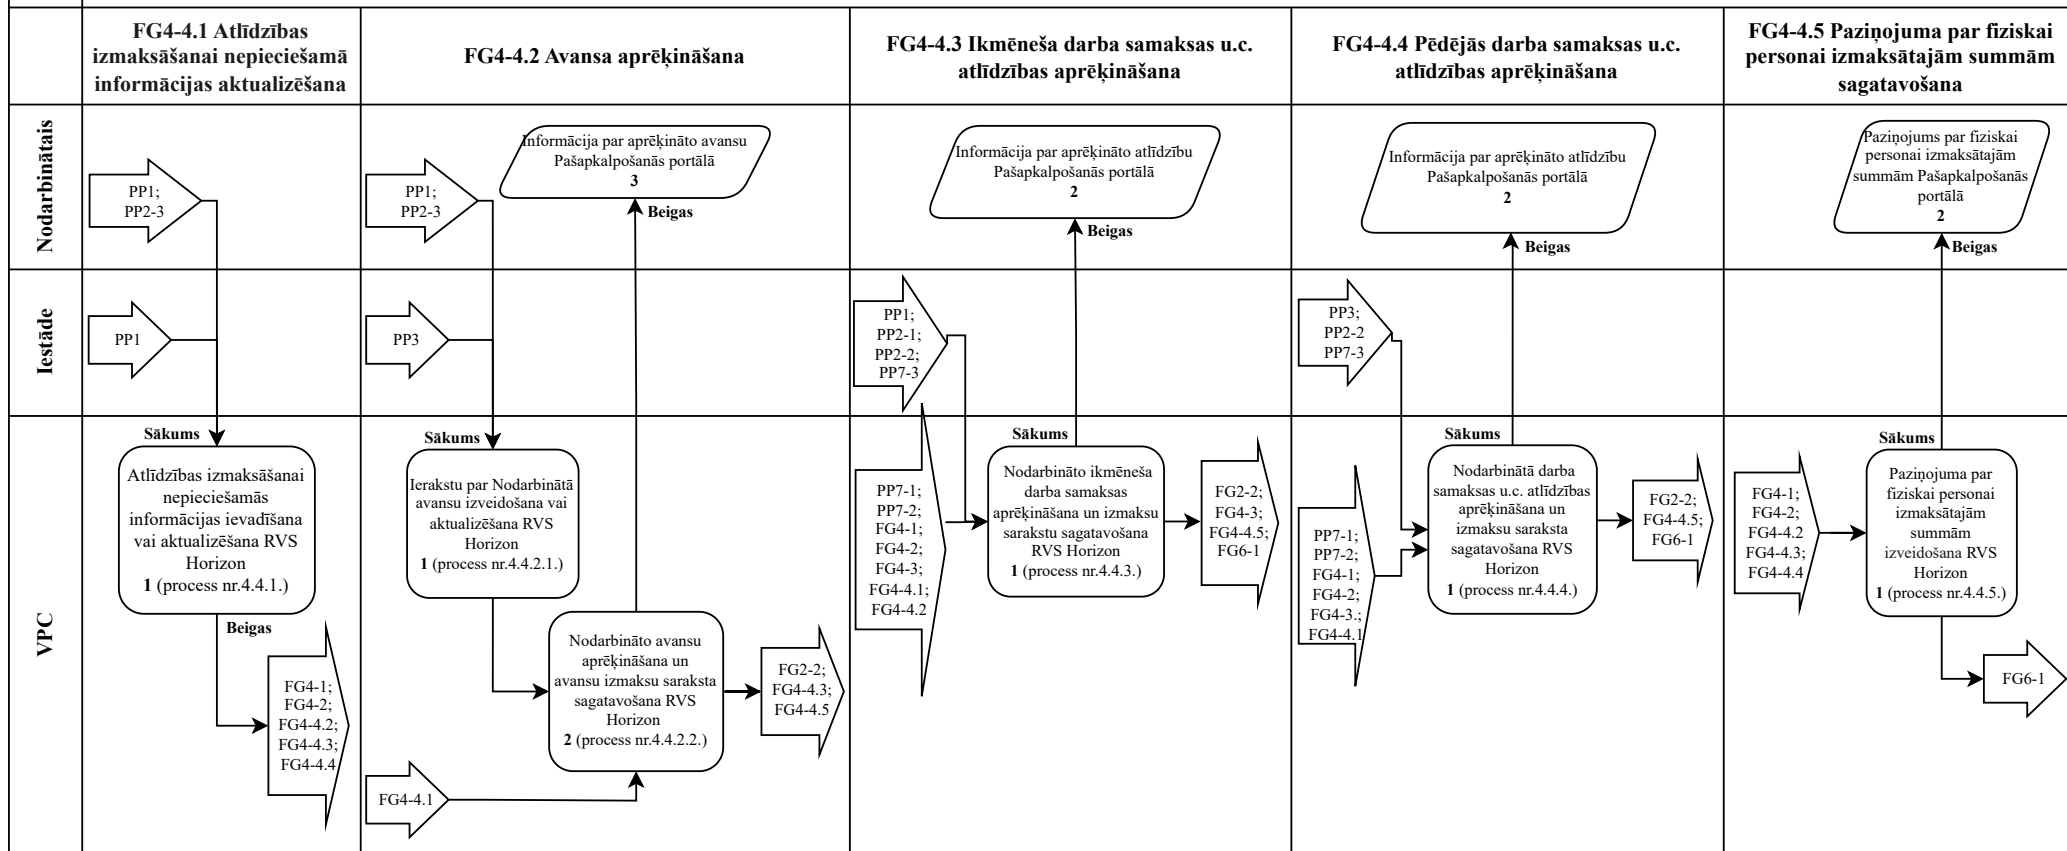 FG4-4.1 Atlīdzības
izmaksāšanai nepieciešamā
informācijas aktualizēšana
FG4-4.2 Avansa aprēķināšana
FG4-4.3 Ikmēneša darba samaksas u.c.
atlīdzības aprēķināšana
FG4-4.4 Pēdējās darba samaksas u.c.
atlīdzības aprēķināšana
FG4-4.5 Paziņojuma par fiziskai
personai izmaksātajām summām
sagatavošana
Nodarbinātais
PP1;
PP2-3
PP1;
PP2-3
Informācija par aprēķināto avansu
Pašapkalpošanās portālā
3
Beigas
Informācija par aprēķināto atlīdzību
Pašapkalpošanās portālā
2
Beigas
Informācija par aprēķināto atlīdzību
Pašapkalpošanās portālā
2
Beigas
Paziņojums par fiziskai
personai izmaksātajām
summām Pašapkalpošanās
portālā
2
Beigas
Iestāde
PP1
PP3
PP1;
PP2-1;
PP2-2;
PP7-3
PP3;
PP2-2
PP7-3
VPC
Sākums
Atlīdzības izmaksāšanai
nepieciešamās
informācijas ievadīšana
vai aktualizēšana RVS
Horizon
1 (process nr.4.4.1.)
Beigas
FG4-1;
FG4-2;
FG4-4.2;
FG4-4.3;
FG4-4.4
Sākums
Ierakstu par Nodarbinātā
avansu izveidošana vai
aktualizēšana RVS
Horizon
1 (process nr.4.4.2.1.)
Nodarbināto avansu
aprēķināšana un
avansu izmaksu saraksta
sagatavošana RVS
Horizon
2 (process nr.4.4.2.2.)
FG4-4.1
FG2-2;
FG4-4.3;
FG4-4.5
PP7-1;
PP7-2;
FG4-1;
FG4-2;
FG4-3;
FG4-4.1;
FG4-4.2
Sākums
Nodarbināto ikmēneša
darba samaksas
aprēķināšana un izmaksu
sarakstu sagatavošana
RVS Horizon
1 (process nr.4.4.3.)
FG2-2;
FG4-3;
FG4-4.5;
FG6-1
PP7-1;
PP7-2;
FG4-1;
FG4-2;
FG4-3.;
FG4-4.1
Sākums
Nodarbinātā darba
samaksas u.c. atlīdzības
aprēķināšana un
izmaksu saraksta
sagatavošana RVS
Horizon
1 (process nr.4.4.4.)
FG2-2;
FG4-4.5;
FG6-1
FG4-1;
FG4-2;
FG4-4.2
FG4-4.3;
FG4-4.4
Sākums
Paziņojuma par
fiziskai personai
izmaksātajām
summām
izveidošana RVS
Horizon
1 (process nr.4.4.5.)
FG6-1